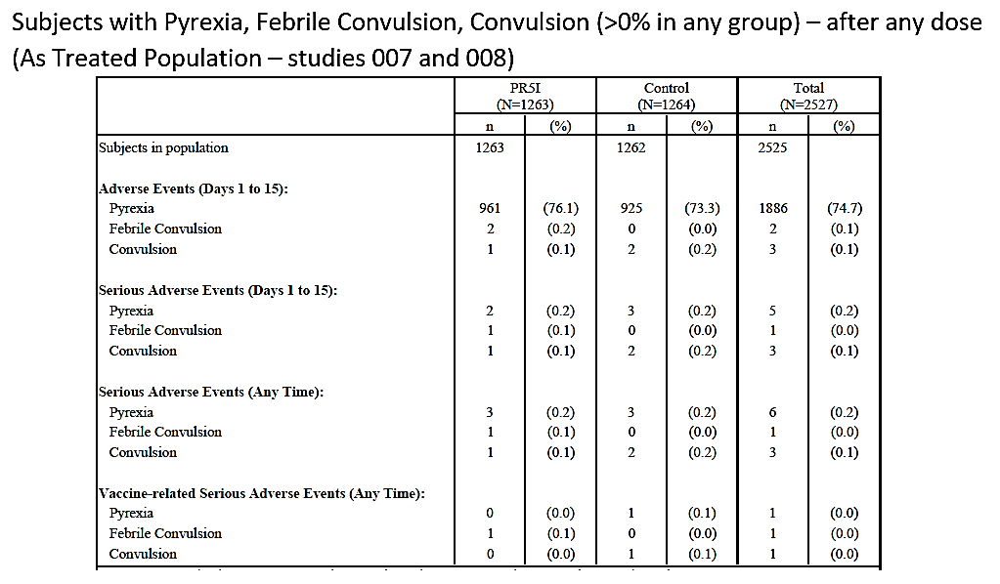 Subjects with Pyrexia, Febrile Convulsion, Convulsion (>0% in any group) – after any dose
(As Treated Population – studies 007 and 008)
PR5I Control Total
(N=1263) (N=1264) (N=2527)
n (%) n (%) n (%)
Subjects in population 1263 1262 2525
Adverse Events (Days 1 to 15):
Pyrexia 961 (76.1) 925 (73.3) 1886 (74.7)
Febrile Convulsion 2 (0.2) 0 (0.0) 2 (0.1)
Convulsion 1 (0.1) 2 (0.2) 3 (0.1)
Serious Adverse Events (Days 1 to 15):
Pyrexia 2 (0.2) 3 (0.2) 5 (0.2)
Febrile Convulsion 1 (0.1) 0 (0.0) 1 (0.0)
Convulsion 1 (0.1) 2 (0.2) 3 (0.1)
Serious Adverse Events (Any Time):
Pyrexia 3 (0.2) 3 (0.2) 6 (0.2)
Febrile Convulsion 1 (0.1) 0 (0.0) 1 (0.0)
Convulsion 1 (0.1) 2 (0.2) 3 (0.1)
Vaccine-related Serious Adverse Events (Any Time):
Pyrexia 0 (0.0) 1 (0.1) 1 (0.0)
Febrile Convulsion 1 (0.1) 0 (0.0) 1 (0.0)
Convulsion 0 (0.0) 1 (0.1) 1 (0.0)